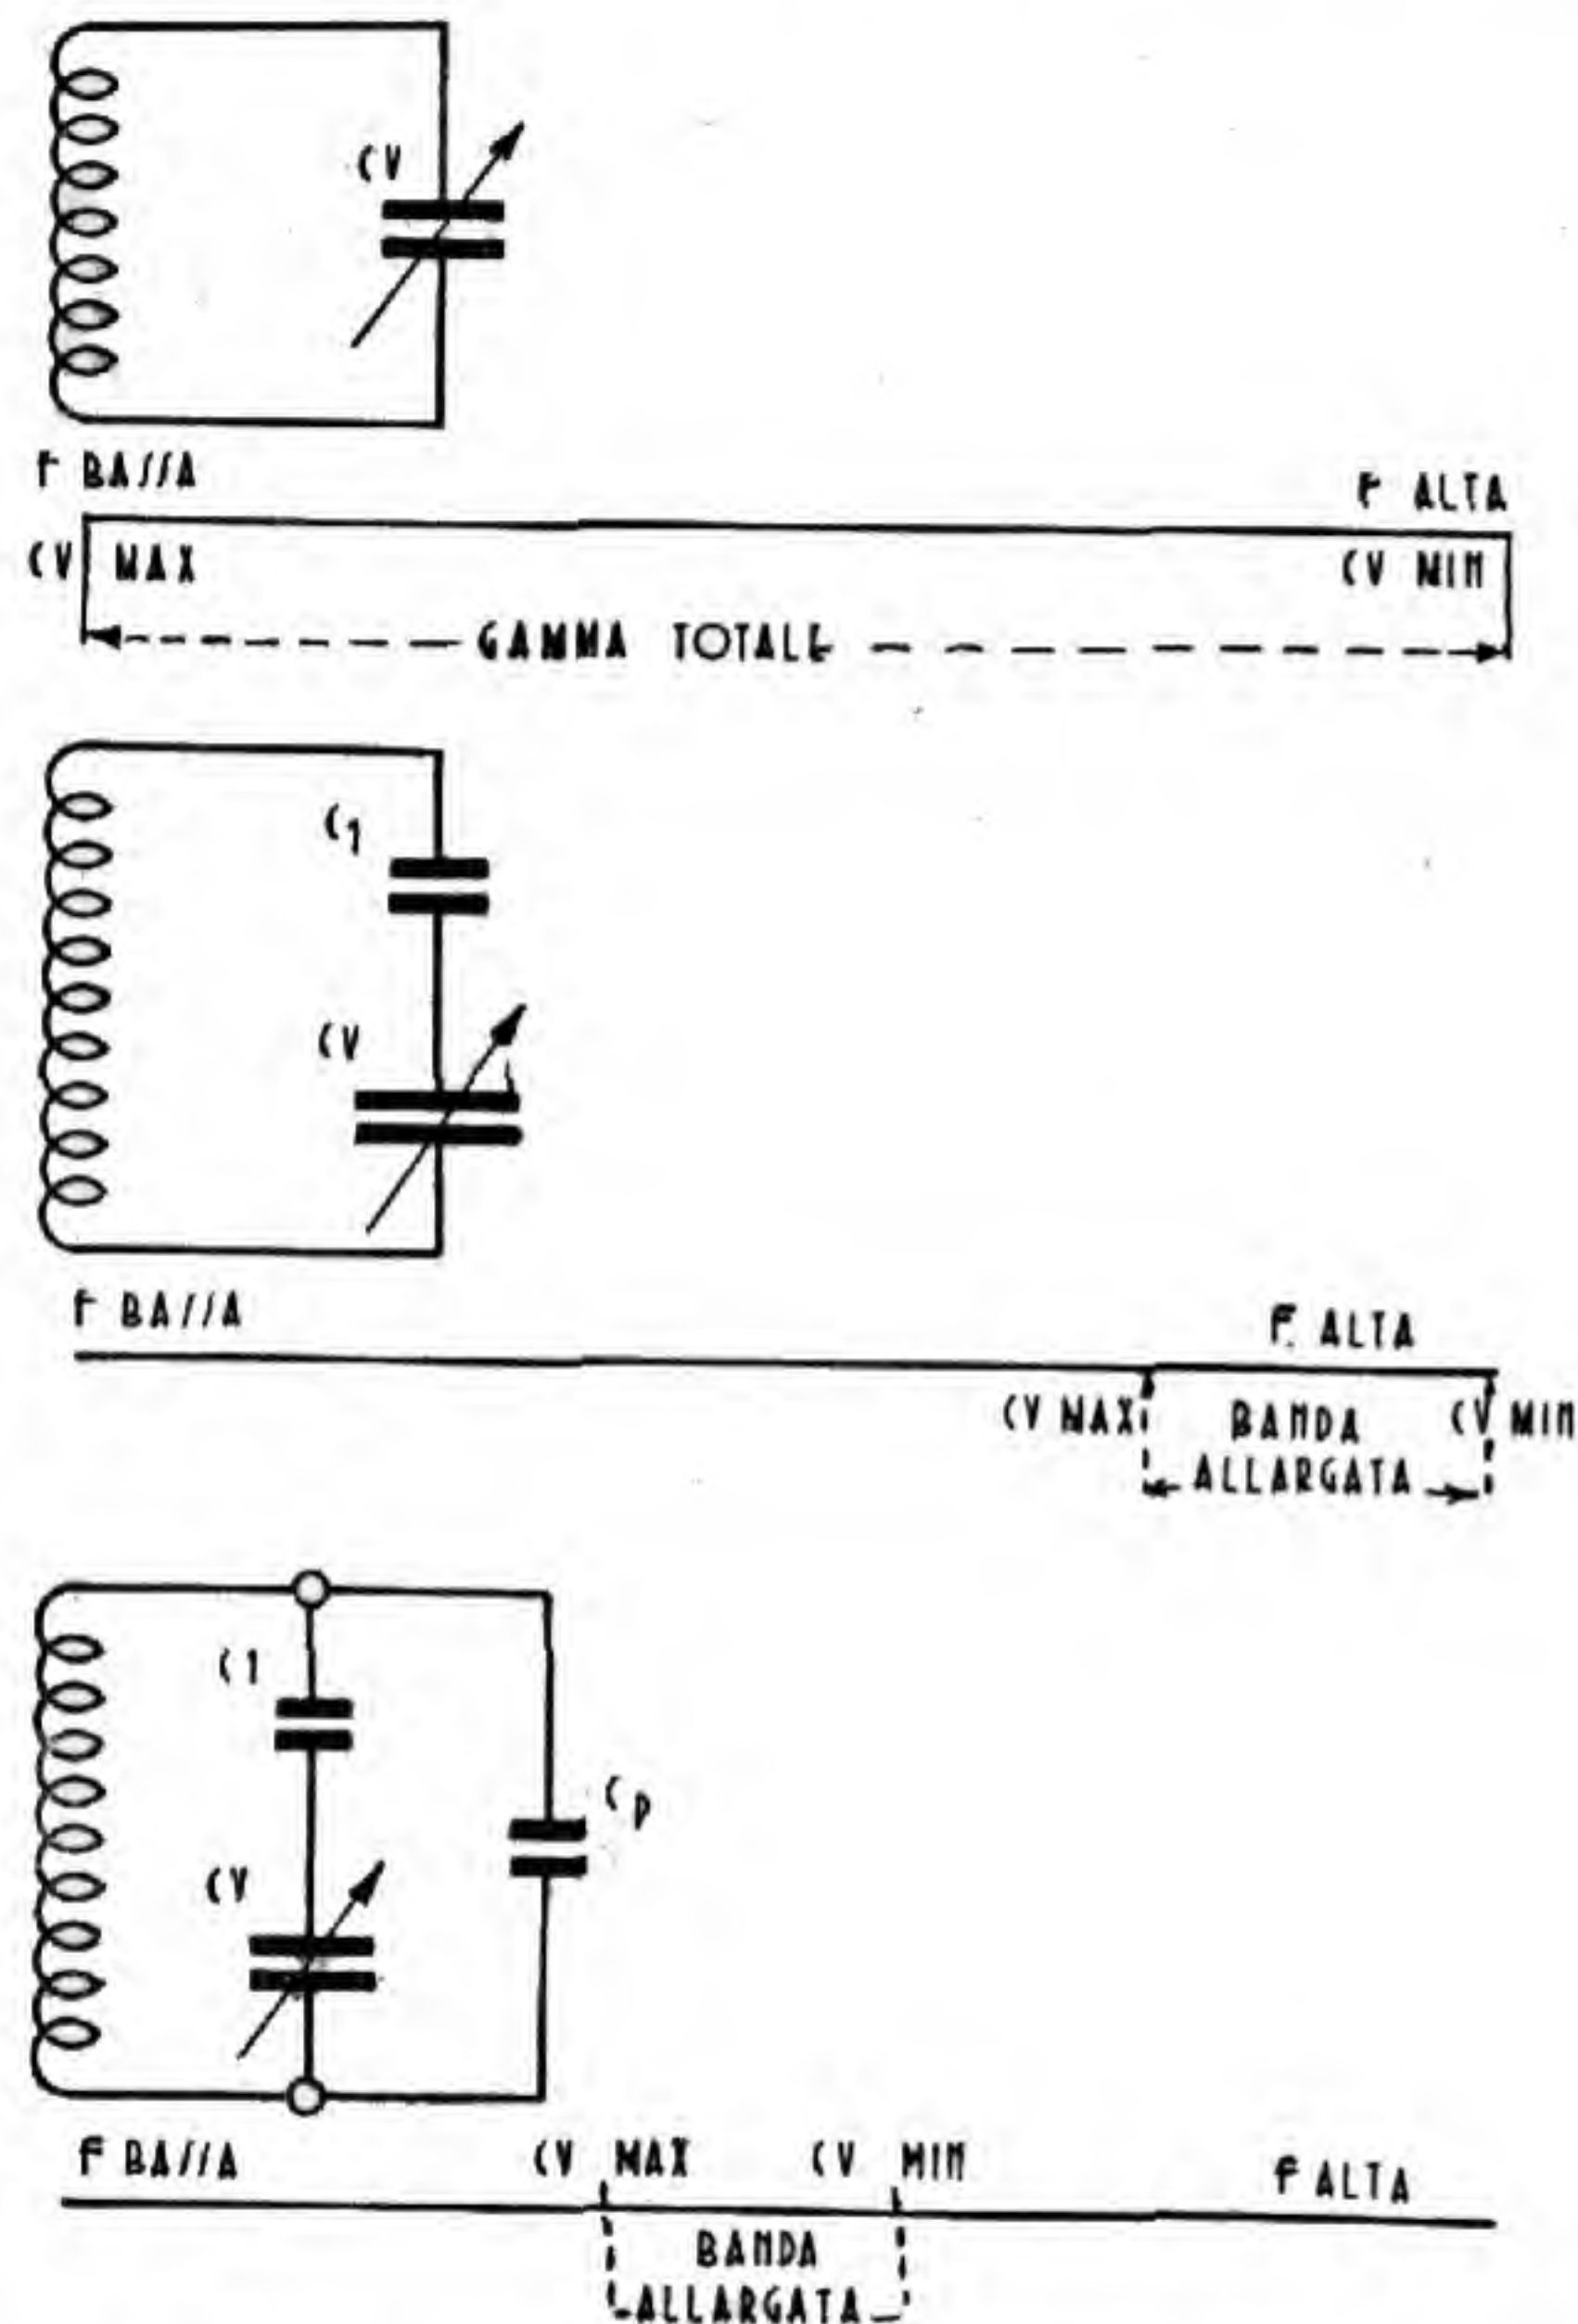 CV
F BASSA
F ALTA
CV MAX
CV MIN
GAMMA TOTALE
C1
CV
F BASSA
F. ALTA
CV MAX
BANDA
CV MIN
ALLARGATA
C1
Cp
CV
F BASSA
CV MAX
CV MIN
F ALTA
BANDA
ALLARGATA